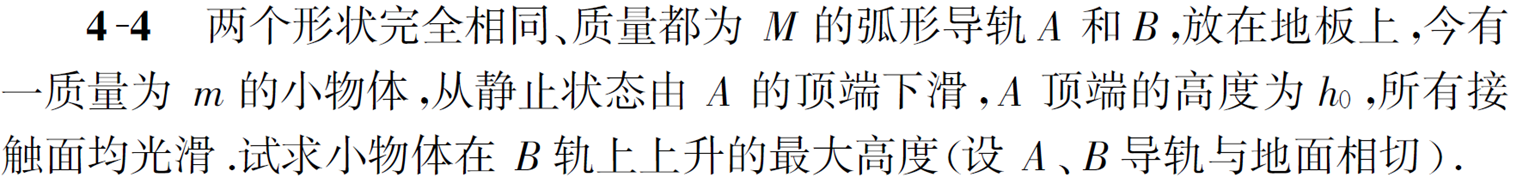 4-4 两个形状完全相同、质量都为 M 的弧形导轨 A 和 B,放在地板上,今有
一质量为 m 的小物体,从静止状态由 A 的顶端下滑,A 顶端的高度为 h₀,所有接
触面均光滑.试求小物体在 B 轨上上升的最大高度(设 A、B 导轨与地面相切).